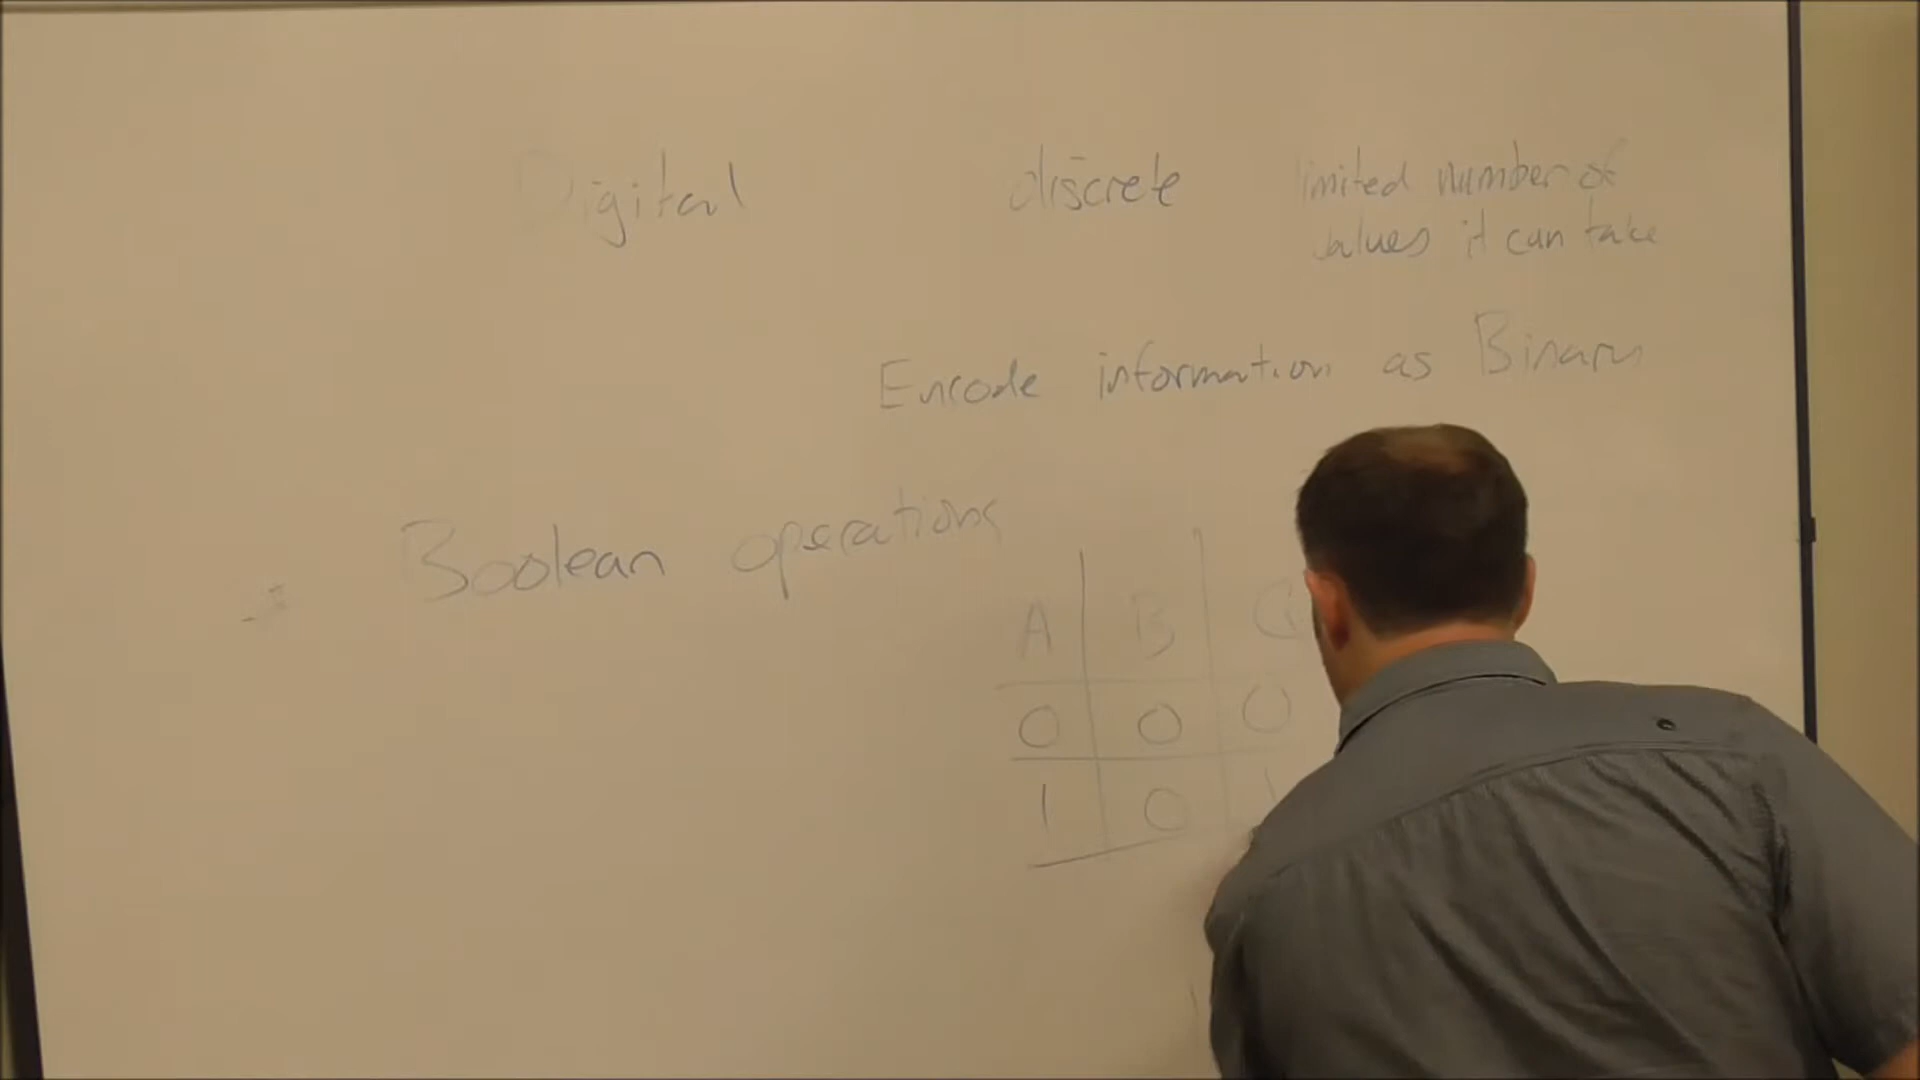 Digital discrete limited number of
values it can take
Encode information as Binary
Boolean operations
A B Q
0 0 0
1 0 1